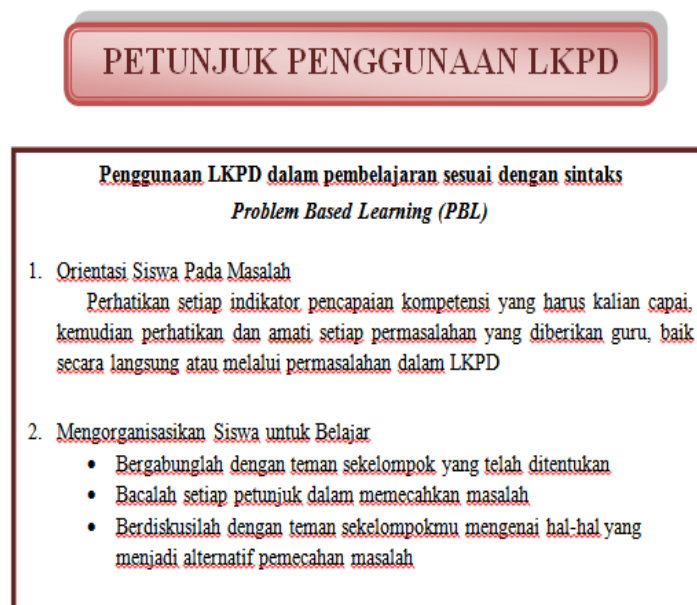 PETUNJUK PENGGUNAAN LKPD
Penggunaan LKPD dalam pembelajaran sesuai dengan sintaks
Problem Based Learning (PBL)
1. Orientasi Siswa Pada Masalah
Perhatikan setiap indikator pencapaian kompetensi yang harus kalian capai,
kemudian perhatikan dan amati setiap permasalahan yang diberikan guru, baik
secara langsung atau melalui permasalahan dalam LKPD
2. Mengorganisasikan Siswa untuk Belajar
• Bergabunglah dengan teman sekelompok yang telah ditentukan
• Bacalah setiap petunjuk dalam memecahkan masalah
• Berdiskusilah dengan teman sekelompokmu mengenai hal-hal yang
menjadi alternatif pemecahan masalah